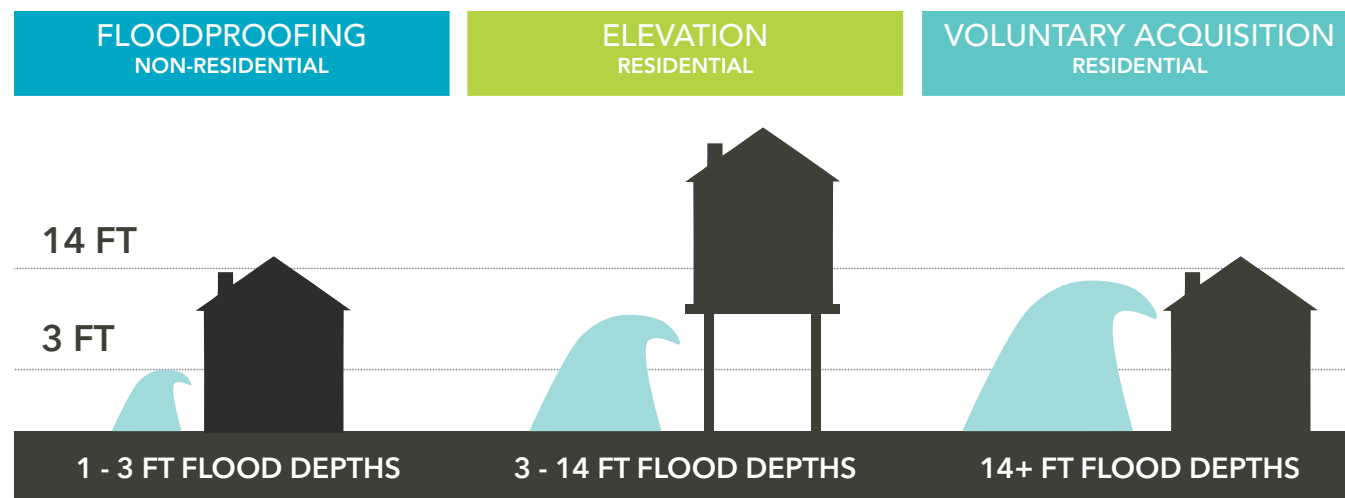 FLOODPROOFING
NON-RESIDENTIAL
ELEVATION
RESIDENTIAL
VOLUNTARY ACQUISITION
RESIDENTIAL
14 FT
3 FT
1 - 3 FT FLOOD DEPTHS
3 - 14 FT FLOOD DEPTHS
14+ FT FLOOD DEPTHS